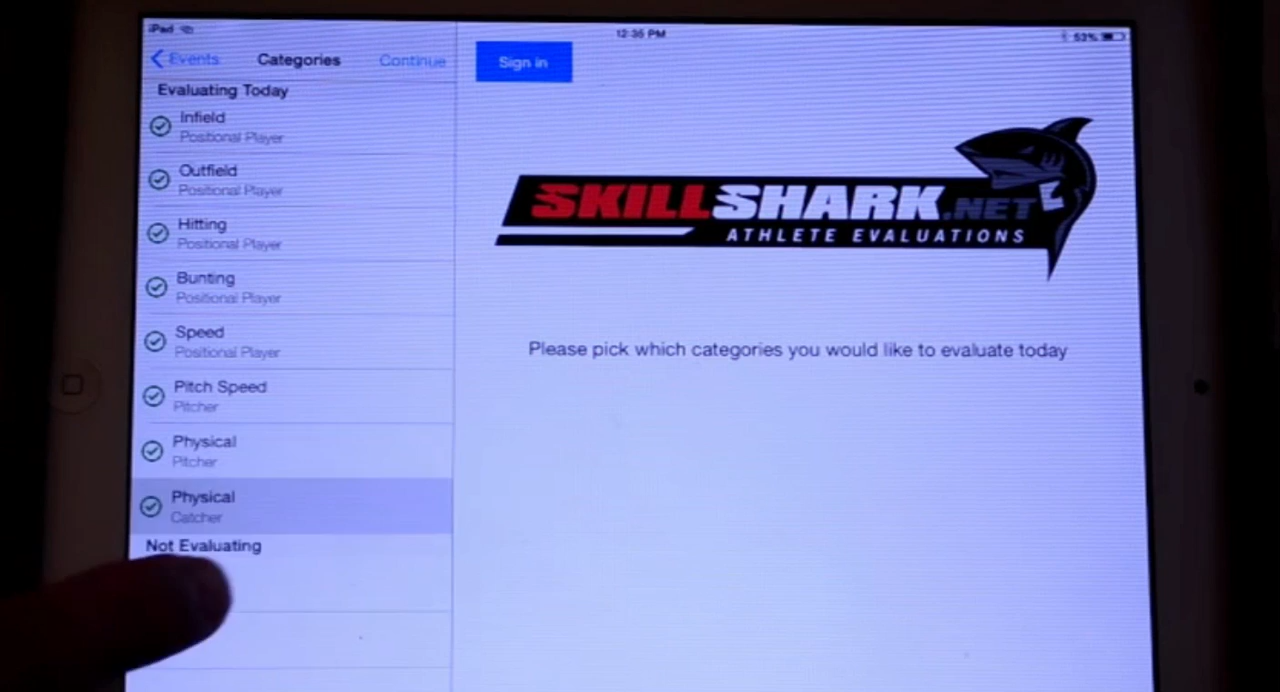 iPad
12:35 PM
53%
Events
Categories
Continue
Sign in
Evaluating Today
Infield
Positional Player
Outfield
Positional Player
Hitting
Positional Player
Bunting
Positional Player
Speed
Positional Player
Pitch Speed
Pitcher
Physical
Pitcher
Physical
Catcher
Not Evaluating
SKILLSHARK.NET
ATHLETE EVALUATIONS
Please pick which categories you would like to evaluate today